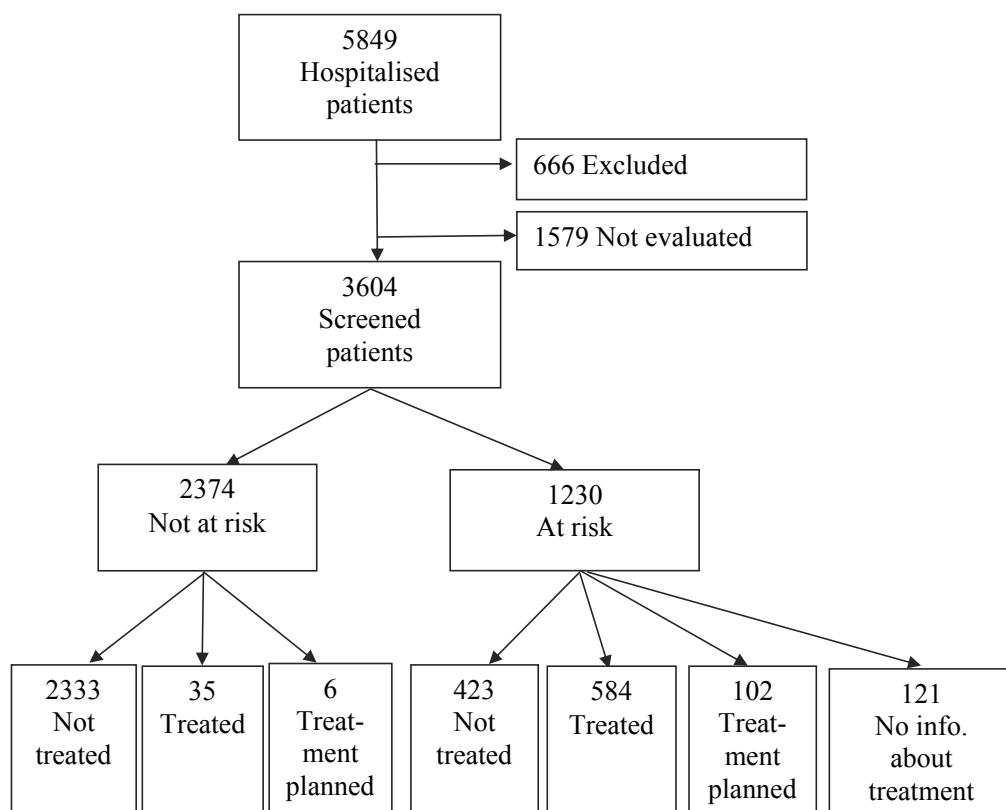 5849
Hospitalised
patients
666 Excluded
1579 Not evaluated
3604
Screened
patients
2374
Not at risk
1230
At risk
2333
Not
treated
35
Treated
6
Treat-
ment
planned
423
Not
treated
584
Treated
102
Treat-
ment
planned
121
No info.
about
treatment